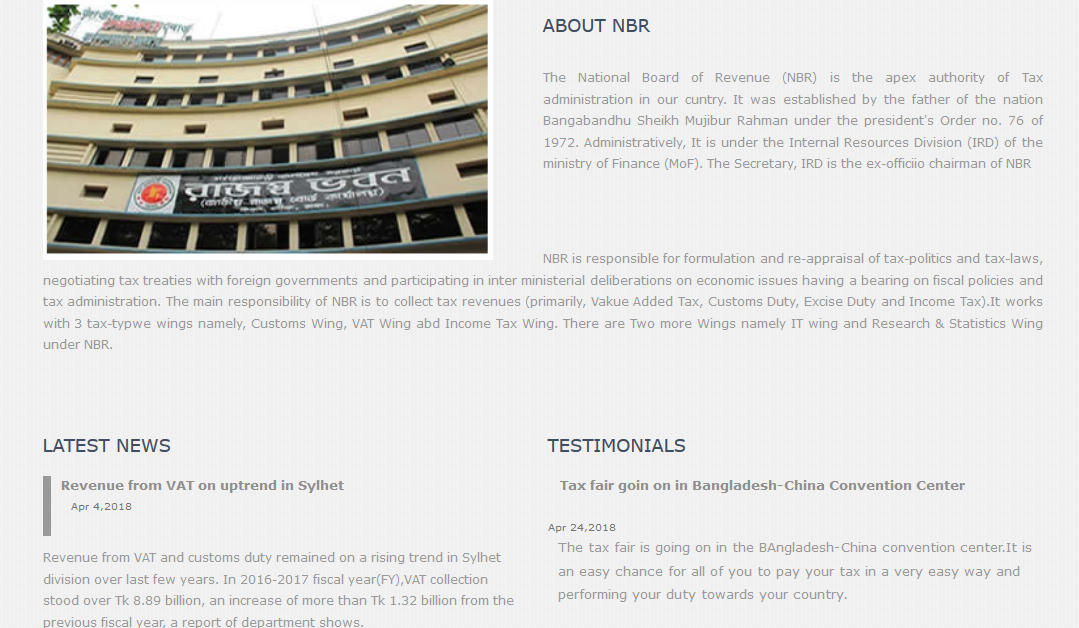 রাজস্ব ভবন
(জাতীয় রাজস্ব বোর্ড কার্যালয়)
ABOUT NBR
The National Board of Revenue (NBR) is the apex authority of Tax
administration in our cuntry. It was established by the father of the nation
Bangabandhu Sheikh Mujibur Rahman under the president's Order no. 76 of
1972. Administratively, It is under the Internal Resources Division (IRD) of the
ministry of Finance (MoF). The Secretary, IRD is the ex-officiio chairman of NBR
NBR is responsible for formulation and re-appraisal of tax-politics and tax-laws,
negotiating tax treaties with foreign governments and participating in inter ministerial deliberations on economic issues having a bearing on fiscal policies and
tax administration. The main responsibility of NBR is to collect tax revenues (primarily, Vakue Added Tax, Customs Duty, Excise Duty and Income Tax).It works
with 3 tax-typwe wings namely, Customs Wing, VAT Wing abd Income Tax Wing. There are Two more Wings namely IT wing and Research & Statistics Wing
under NBR.
LATEST NEWS
Revenue from VAT on uptrend in Sylhet
Apr 4,2018
Revenue from VAT and customs duty remained on a rising trend in Sylhet
division over last few years. In 2016-2017 fiscal year(FY),VAT collection
stood over Tk 8.89 billion, an increase of more than Tk 1.32 billion from the
previous fiscal year, a report of department shows.
TESTIMONIALS
Tax fair goin on in Bangladesh-China Convention Center
Apr 24,2018
The tax fair is going on in the BAngladesh-China convention center.It is
an easy chance for all of you to pay your tax in a very easy way and
performing your duty towards your country.